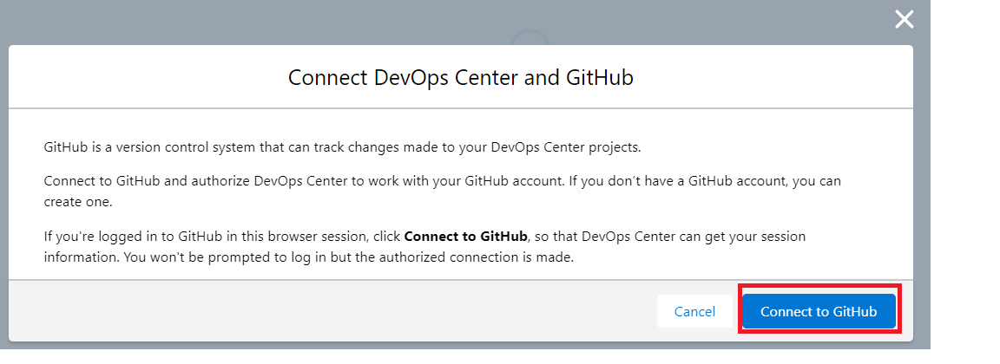 Connect DevOps Center and GitHub
GitHub is a version control system that can track changes made to your DevOps Center projects.
Connect to GitHub and authorize DevOps Center to work with your GitHub account. If you don't have a GitHub account, you can
create one.
If you're logged in to GitHub in this browser session, click Connect to GitHub, so that DevOps Center can get your session
information. You won't be prompted to log in but the authorized connection is made.
Cancel
Connect to GitHub